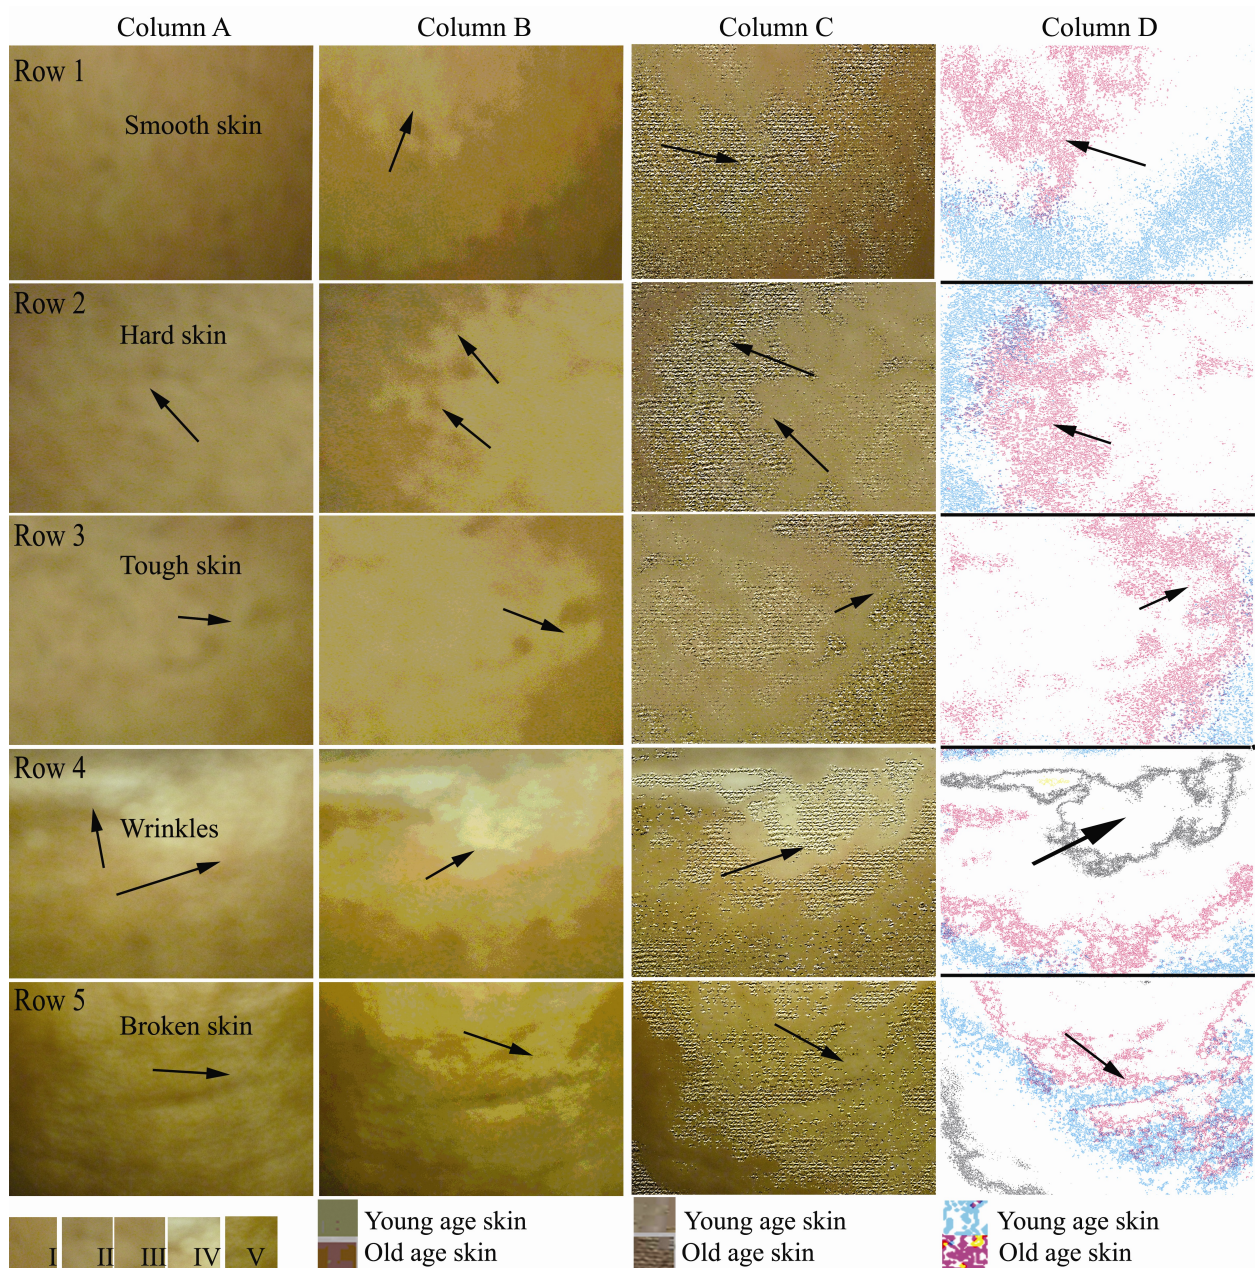 Column A Column B Column C Column D
Row 1
Smooth skin
Row 2
Hard skin
Row 3
Tough skin
Row 4
Wrinkles
Row 5
Broken skin
I II III IV V
Young age skin
Old age skin
Young age skin
Old age skin
Young age skin
Old age skin